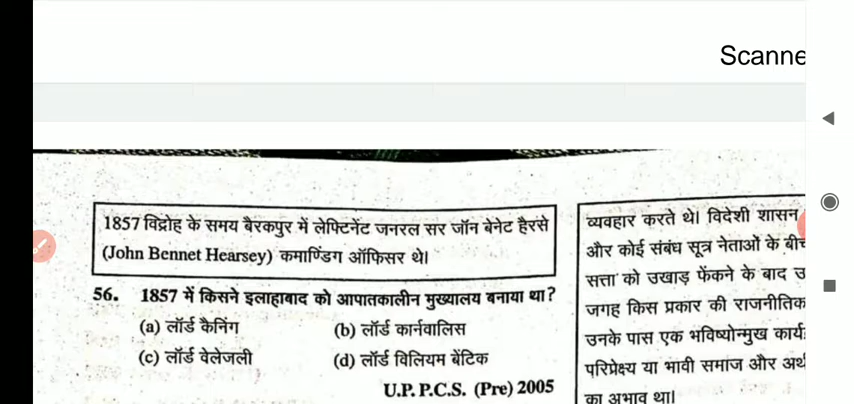 Scanne
1857 विद्रोह के समय बैरकपुर में लेफ्टिनेंट जनरल सर जॉन बेनेट हैरसे
(John Bennet Hearsey) कमाण्डिंग ऑफिसर थे।
56. 1857 में किसने इलाहाबाद को आपातकालीन मुख्यालय बनाया था?
(a) लॉर्ड कैनिंग (b) लॉर्ड कार्नवालिस
(c) लॉर्ड वेलेजली (d) लॉर्ड विलियम बेंटिक
U.P. P.C.S. (Pre) 2005
व्यवहार करते थे। विदेशी शासन
और कोई संबंध सूत्र नेताओं के बीच
सत्ता को उखाड़ फेंकने के बाद उ
जगह किस प्रकार की राजनीतिक
उनके पास एक भविष्योन्मुख कार्य
परिप्रेक्ष्य या भावी समाज और अर्थ
का अभाव था।